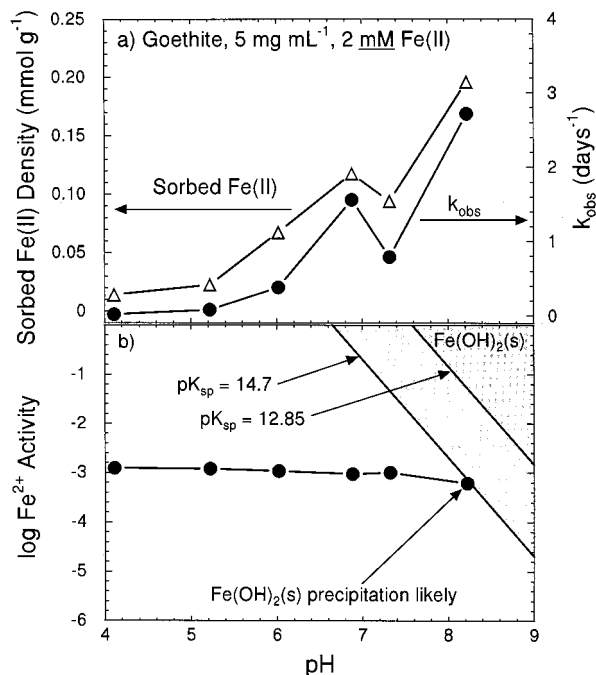 a) Goethite, 5 mg mL-1, 2 mM Fe(II)
Sorbed Fe(II) Density (mmol g-1)
0.25
0.20
0.15
0.10
0.05
0
Sorbed Fe(II)
kobs
4
3
2
1
0
kobs (days-1)
b)
Fe(OH)2(s)
pKsp = 14.7
pKsp = 12.85
log Fe2+ Activity
-1
-2
-3
-4
-5
-6
Fe(OH)2(s) precipitation likely
4 5 6 7 8 9
pH